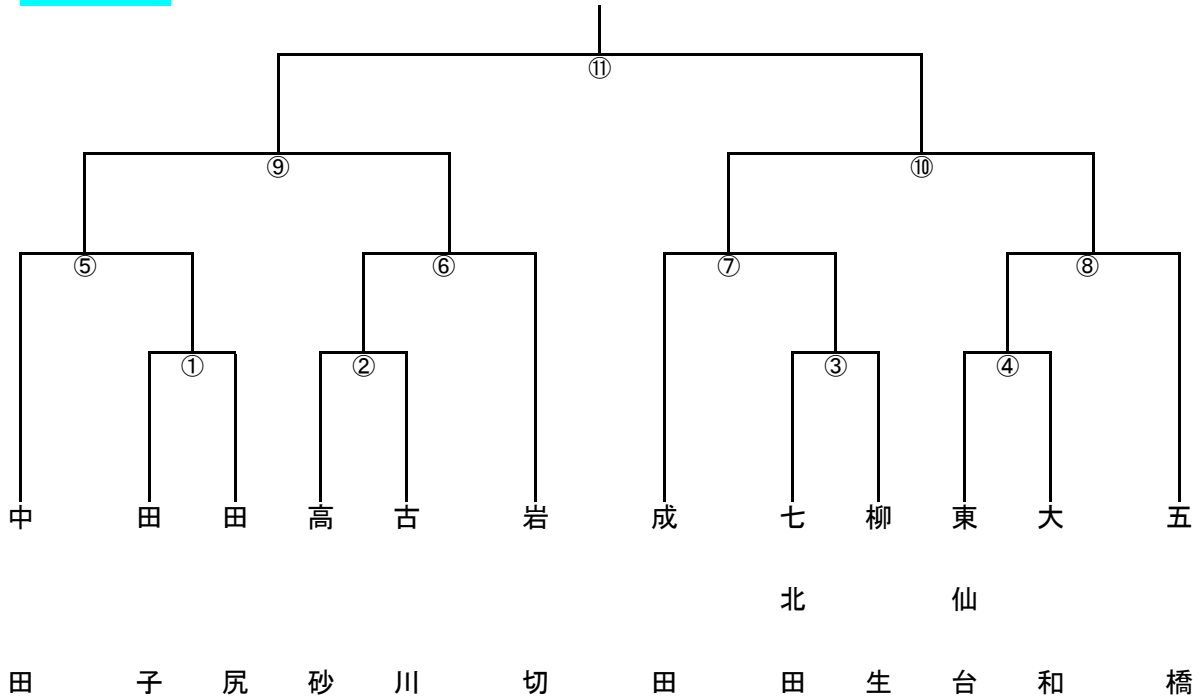 ⑪
⑨
⑩
⑤
⑥
⑦
⑧
①
②
③
④
中田
田子
田尻
高砂
古川
岩切
成田
七北田
柳生
東仙台
大和
五橋